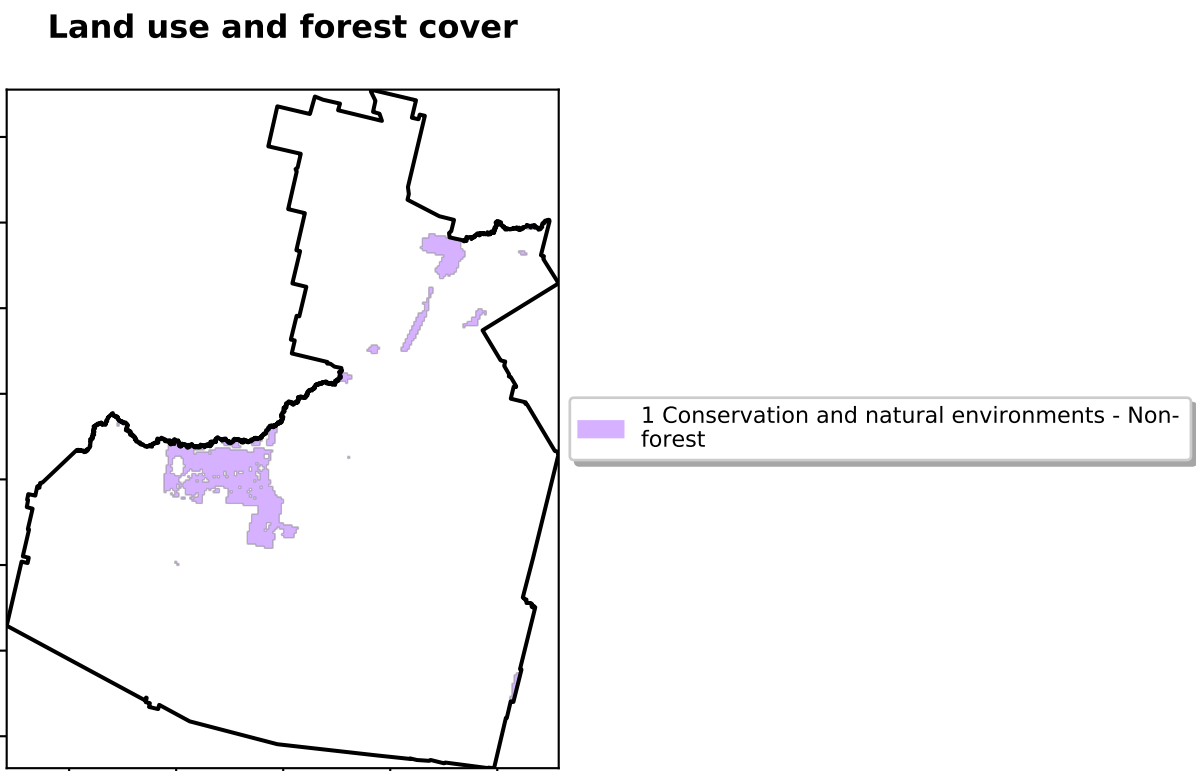 Land use and forest cover
1 Conservation and natural environments - Non-
forest